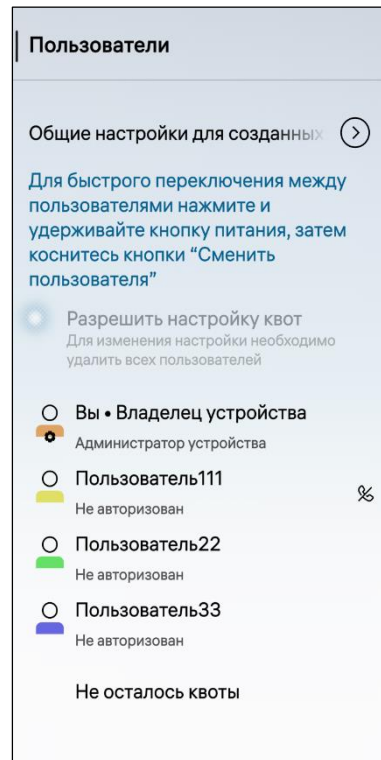 Пользователи
Общие настройки для созданных
Для быстрого переключения между
пользователями нажмите и
удерживайте кнопку питания, затем
коснитесь кнопки “Сменить
пользователя”
Разрешить настройку квот
Для изменения настройки необходимо
удалить всех пользователей
Вы • Владелец устройства
Администратор устройства
Пользователь111
Не авторизован
Пользователь22
Не авторизован
Пользователь33
Не авторизован
Не осталось квоты